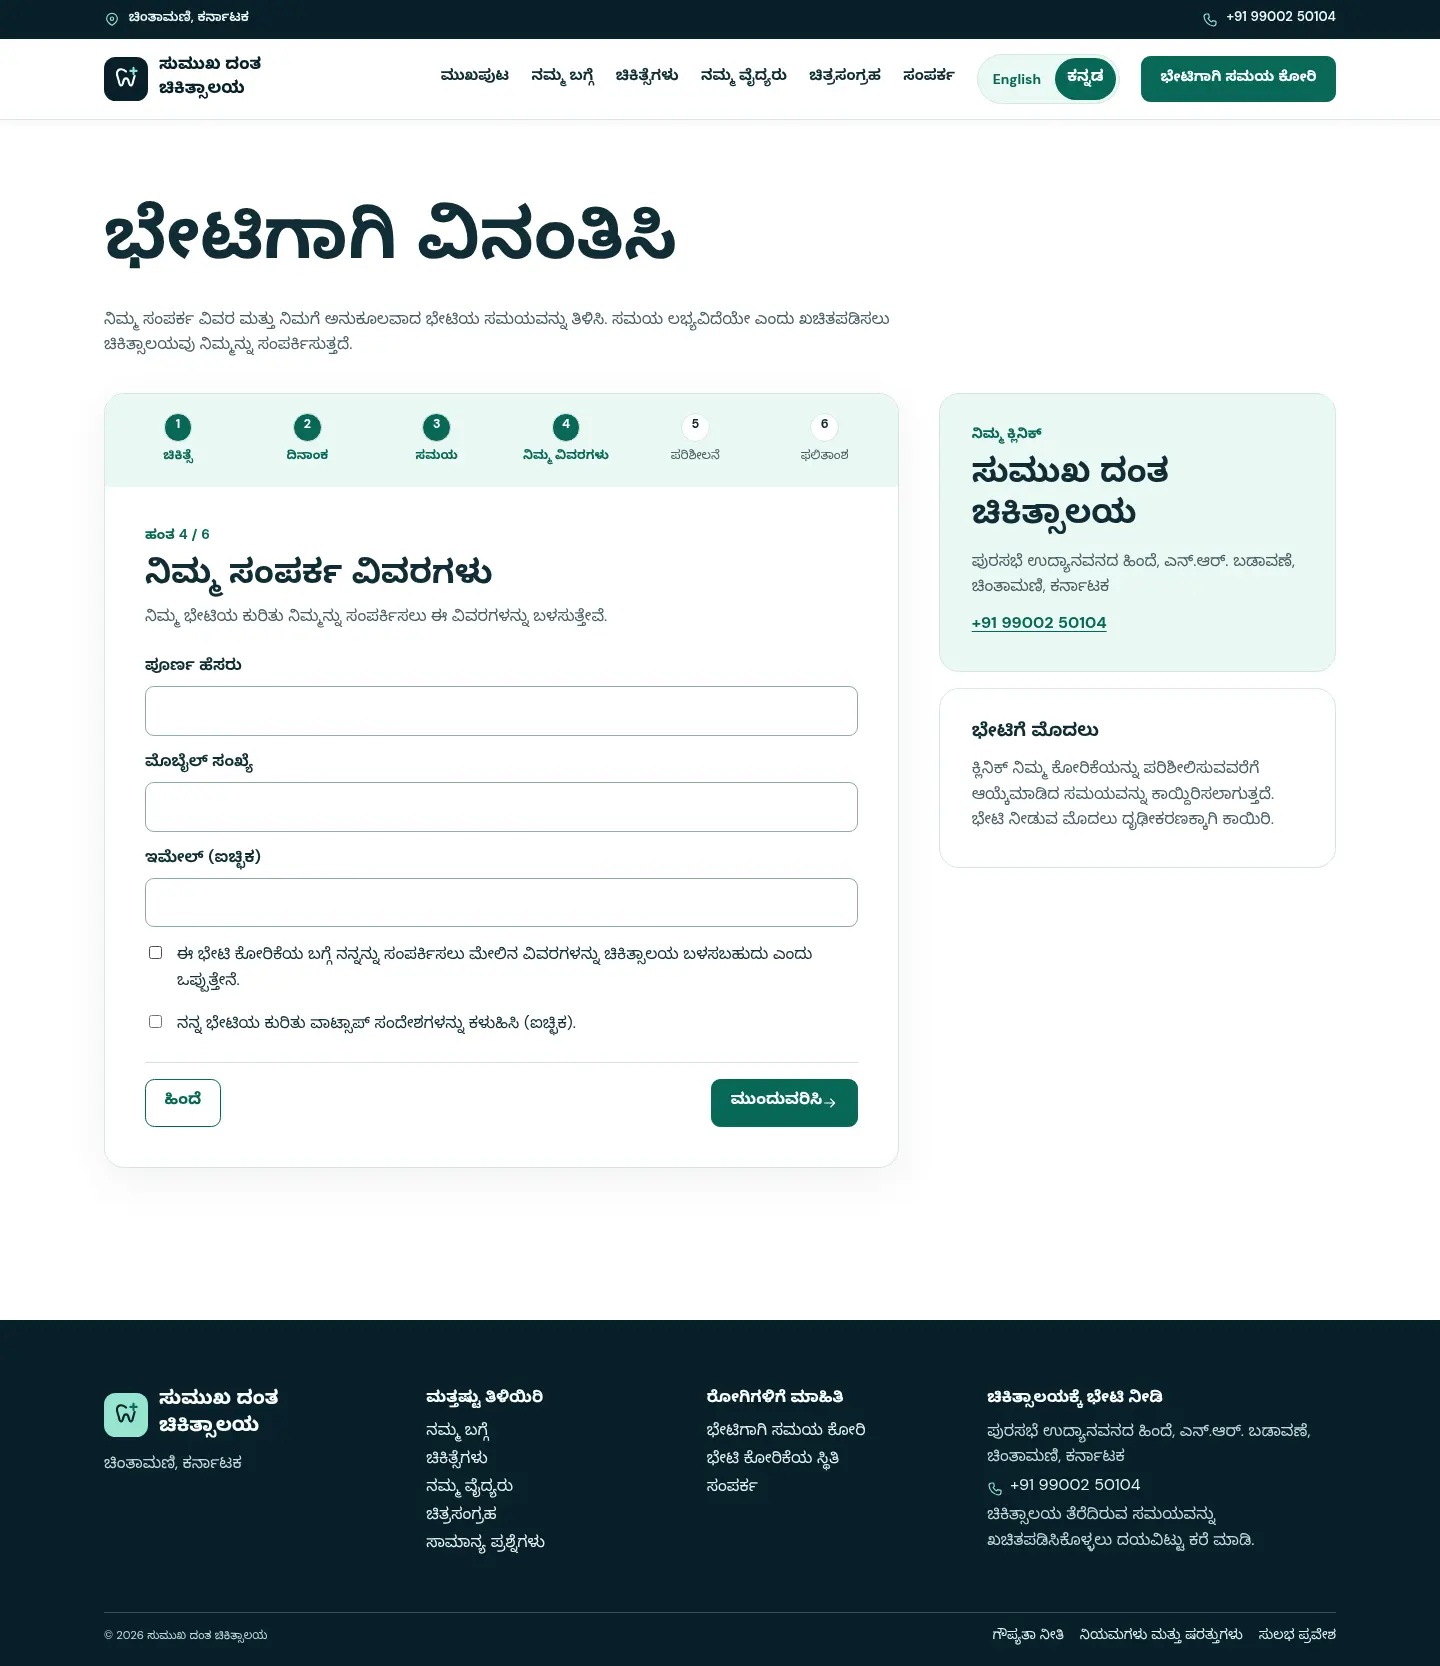 ಚಿಂತಾಮಣಿ, ಕರ್ನಾಟಕ
+91 99002 50104
ಸುಮುಖ ದಂತ
ಚಿಕಿತ್ಸಾಲಯ
ಮುಖಪುಟ
ನಮ್ಮ ಬಗ್ಗೆ
ಚಿಕಿತ್ಸೆಗಳು
ನಮ್ಮ ವೈದ್ಯರು
ಚಿತ್ರಸಂಗ್ರಹ
ಸಂಪರ್ಕ
English
ಕನ್ನಡ
ಭೇಟಿಗಾಗಿ ಸಮಯ ಕೋರಿ
ಭೇಟಿಗಾಗಿ ವಿನಂತಿಸಿ
ನಿಮ್ಮ ಸಂಪರ್ಕ ವಿವರ ಮತ್ತು ನಿಮಗೆ ಅನುಕೂಲವಾದ ಭೇಟಿಯ ಸಮಯವನ್ನು ತಿಳಿಸಿ. ಸಮಯ ಲಭ್ಯವಿದೆಯೇ ಎಂದು ಖಚಿತಪಡಿಸಲು
ಚಿಕಿತ್ಸಾಲಯವು ನಿಮ್ಮನ್ನು ಸಂಪರ್ಕಿಸುತ್ತದೆ.
1
2
3
4
5
6
ಚಿಕಿತ್ಸೆ
ದಿನಾಂಕ
ಸಮಯ
ನಿಮ್ಮ ವಿವರಗಳು
ಪರಿಶೀಲನೆ
ಫಲಿತಾಂಶ
ಹಂತ 4 / 6
ನಿಮ್ಮ ಸಂಪರ್ಕ ವಿವರಗಳು
ನಿಮ್ಮ ಭೇಟಿಯ ಕುರಿತು ನಿಮ್ಮನ್ನು ಸಂಪರ್ಕಿಸಲು ಈ ವಿವರಗಳನ್ನು ಬಳಸುತ್ತೇವೆ.
ಪೂರ್ಣ ಹೆಸರು
ಮೊಬೈಲ್ ಸಂಖ್ಯೆ
ಇಮೇಲ್ (ಐಚ್ಛಿಕ)
ಈ ಭೇಟಿ ಕೋರಿಕೆಯ ಬಗ್ಗೆ ನನ್ನನ್ನು ಸಂಪರ್ಕಿಸಲು ಮೇಲಿನ ವಿವರಗಳನ್ನು ಚಿಕಿತ್ಸಾಲಯ ಬಳಸಬಹುದು ಎಂದು
ಒಪ್ಪುತ್ತೇನೆ.
ನನ್ನ ಭೇಟಿಯ ಕುರಿತು ವಾಟ್ಸಾಪ್ ಸಂದೇಶಗಳನ್ನು ಕಳುಹಿಸಿ (ಐಚ್ಛಿಕ).
ಹಿಂದೆ
ಮುಂದುವರಿಸಿ
ನಿಮ್ಮ ಕ್ಲಿನಿಕ್
ಸುಮುಖ ದಂತ
ಚಿಕಿತ್ಸಾಲಯ
ಪುರಸಭೆ ಉದ್ಯಾನವನದ ಹಿಂದೆ, ಎನ್.ಆರ್. ಬಡಾವಣೆ,
ಚಿಂತಾಮಣಿ, ಕರ್ನಾಟಕ
+91 99002 50104
ಭೇಟಿಗೆ ಮೊದಲು
ಕ್ಲಿನಿಕ್ ನಿಮ್ಮ ಕೋರಿಕೆಯನ್ನು ಪರಿಶೀಲಿಸುವವರೆಗೆ
ಆಯ್ಕೆಮಾಡಿದ ಸಮಯವನ್ನು ಕಾಯ್ದಿರಿಸಲಾಗುತ್ತದೆ.
ಭೇಟಿ ನೀಡುವ ಮೊದಲು ದೃಢೀಕರಣಕ್ಕಾಗಿ ಕಾಯಿರಿ.
ಸುಮುಖ ದಂತ
ಚಿಕಿತ್ಸಾಲಯ
ಚಿಂತಾಮಣಿ, ಕರ್ನಾಟಕ
ಮತ್ತಷ್ಟು ತಿಳಿಯಿರಿ
ನಮ್ಮ ಬಗ್ಗೆ
ಚಿಕಿತ್ಸೆಗಳು
ನಮ್ಮ ವೈದ್ಯರು
ಚಿತ್ರಸಂಗ್ರಹ
ಸಾಮಾನ್ಯ ಪ್ರಶ್ನೆಗಳು
ರೋಗಿಗಳಿಗೆ ಮಾಹಿತಿ
ಭೇಟಿಗಾಗಿ ಸಮಯ ಕೋರಿ
ಭೇಟಿ ಕೋರಿಕೆಯ ಸ್ಥಿತಿ
ಸಂಪರ್ಕ
ಚಿಕಿತ್ಸಾಲಯಕ್ಕೆ ಭೇಟಿ ನೀಡಿ
ಪುರಸಭೆ ಉದ್ಯಾನವನದ ಹಿಂದೆ, ಎನ್.ಆರ್. ಬಡಾವಣೆ,
ಚಿಂತಾಮಣಿ, ಕರ್ನಾಟಕ
+91 99002 50104
ಚಿಕಿತ್ಸಾಲಯ ತೆರೆದಿರುವ ಸಮಯವನ್ನು
ಖಚಿತಪಡಿಸಿಕೊಳ್ಳಲು ದಯವಿಟ್ಟು ಕರೆ ಮಾಡಿ.
© 2026 ಸುಮುಖ ದಂತ ಚಿಕಿತ್ಸಾಲಯ
ಗೌಪ್ಯತಾ ನೀತಿ
ನಿಯಮಗಳು ಮತ್ತು ಷರತ್ತುಗಳು
ಸುಲಭ ಪ್ರವೇಶ